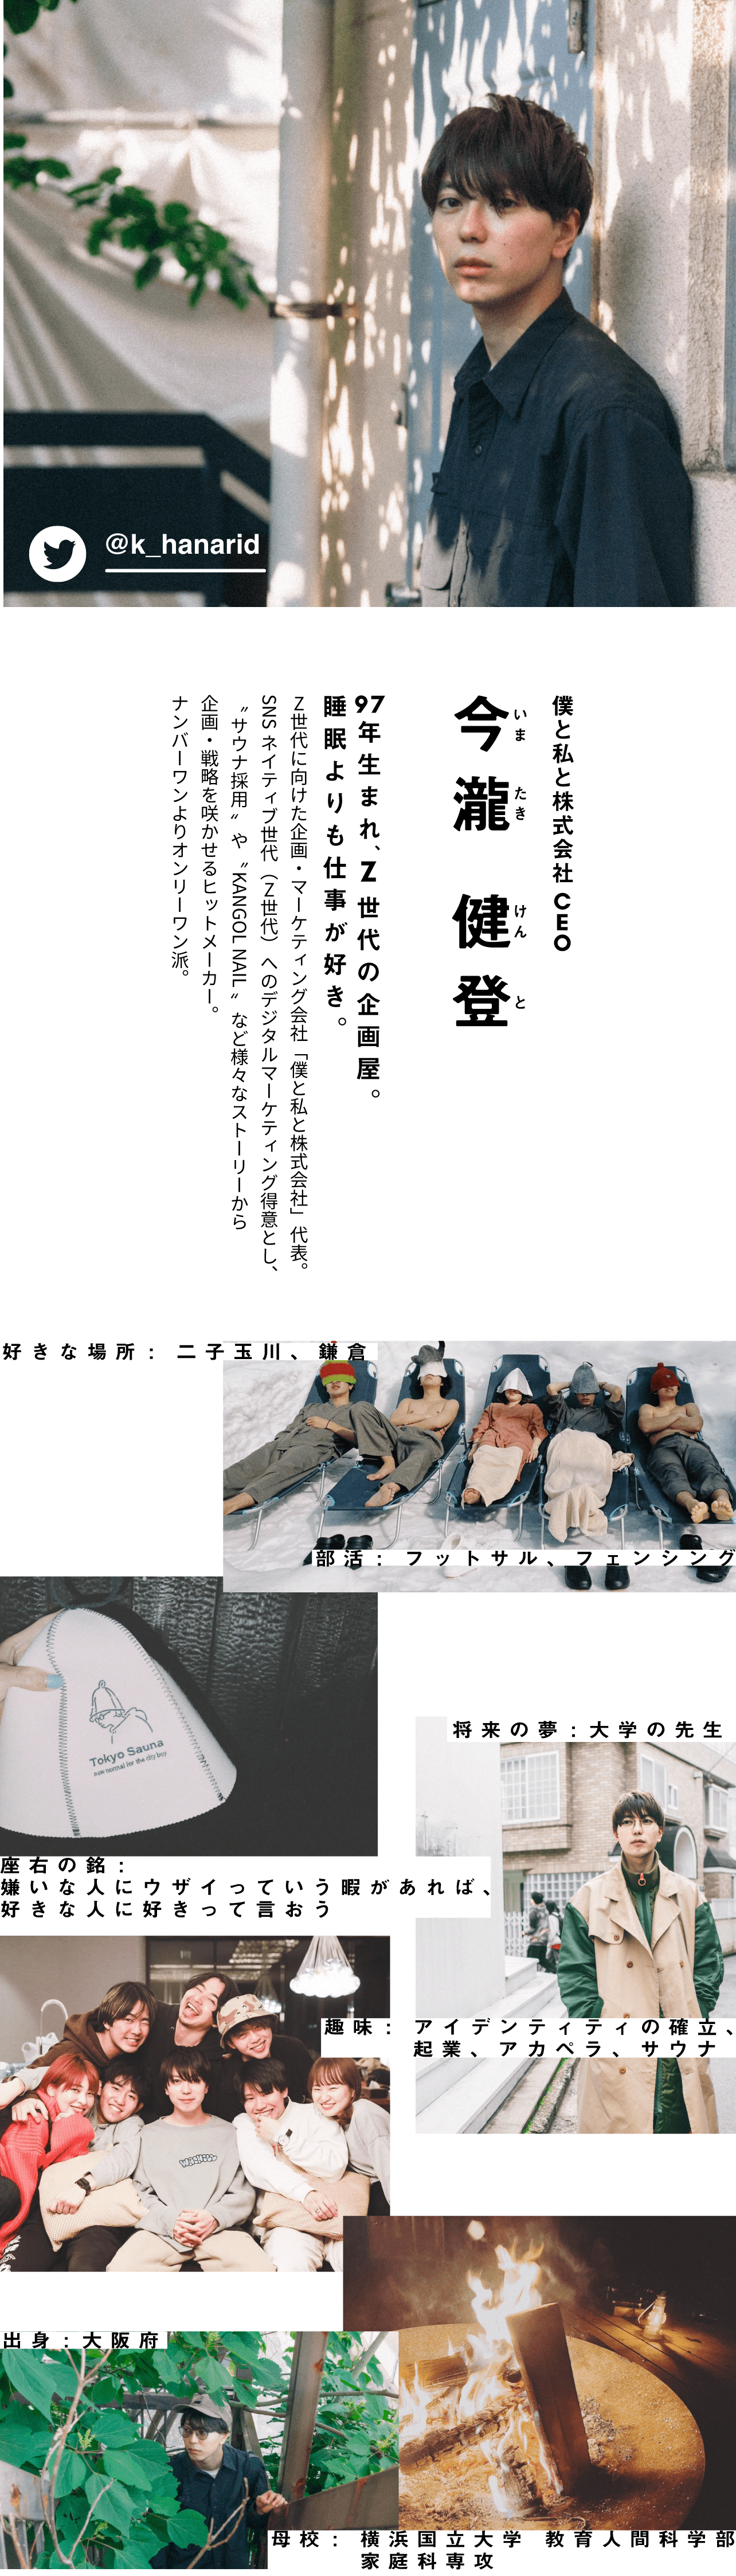 @k_hanarid
僕と私と株式会社 CEO
いま たき けん と
今瀧 健登
97年生まれ、Z世代の企画屋。
睡眠よりも仕事が好き。
Z世代に向けた企画・マーケティング会社「僕と私と株式会社」代表。
SNSネイティブ世代（Z世代）へのデジタルマーケティング得意とし、
〝サウナ採用〟や〝KANGOL NAIL〟など様々なストーリーから
企画・戦略を咲かせるヒットメーカー。
ナンバーワンよりオンリーワン派。
好きな場所： 二子玉川、鎌倉
部活： フットサル、フェンシング
Tokyo Sauna
new normal for the city boy
将来の夢：大学の先生
座右の銘：
嫌いな人にウザイっていう暇があれば、
好きな人に好きって言おう
趣味：アイデンティティの確立、
起業、アカペラ、サウナ
出身：大阪府
母校： 横浜国立大学 教育人間科学部
家庭科専攻